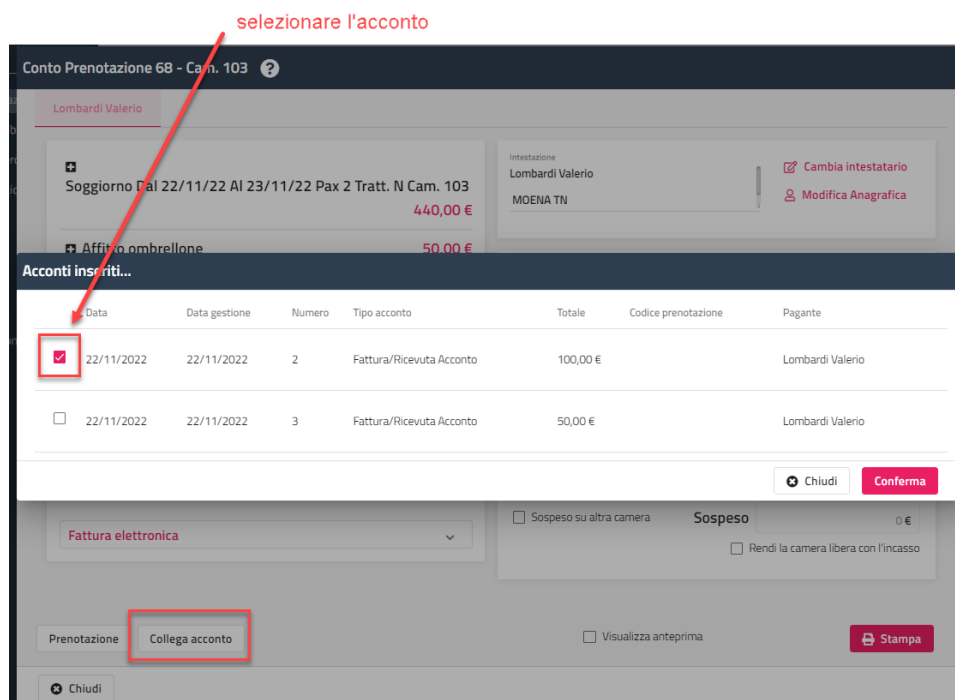 selezionare l'acconto
Conto Prenotazione 68 - Cam. 103 ?
Lombardi Valerio
Soggiorno Dal 22/11/22 Al 23/11/22 Pax 2 Tratt. N Cam. 103
440,00 €
Affitto ombrellone 50,00 €
Intestazione
Lombardi Valerio
MOENA TN
Cambia intestatario
Modifica Anagrafica
Acconti inseriti...
Data Data gestione Numero Tipo acconto Totale Codice prenotazione Pagante
22/11/2022 22/11/2022 2 Fattura/Ricevuta Acconto 100,00 € Lombardi Valerio
22/11/2022 22/11/2022 3 Fattura/Ricevuta Acconto 50,00 € Lombardi Valerio
Chiudi Conferma
Fattura elettronica
Sospeso su altra camera Sospeso 0 €
Rendi la camera libera con l'incasso
Prenotazione Collega acconto Visualizza anteprima Stampa
Chiudi